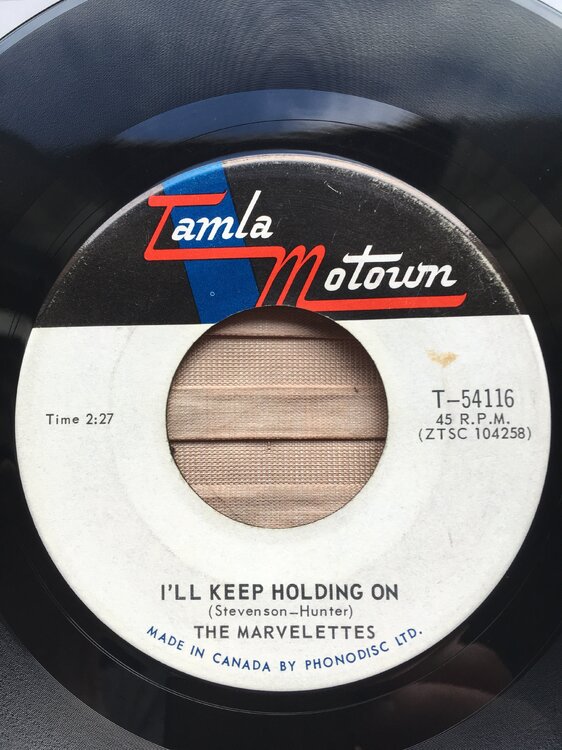 Tamla
Motown
Time 2:27
T-54116
45 R.P.M.
(ZTSC 104258)
I'LL KEEP HOLDING ON
(Stevenson-Hunter)
THE MARVELETTES
MADE IN CANADA BY PHONODISC LTD.